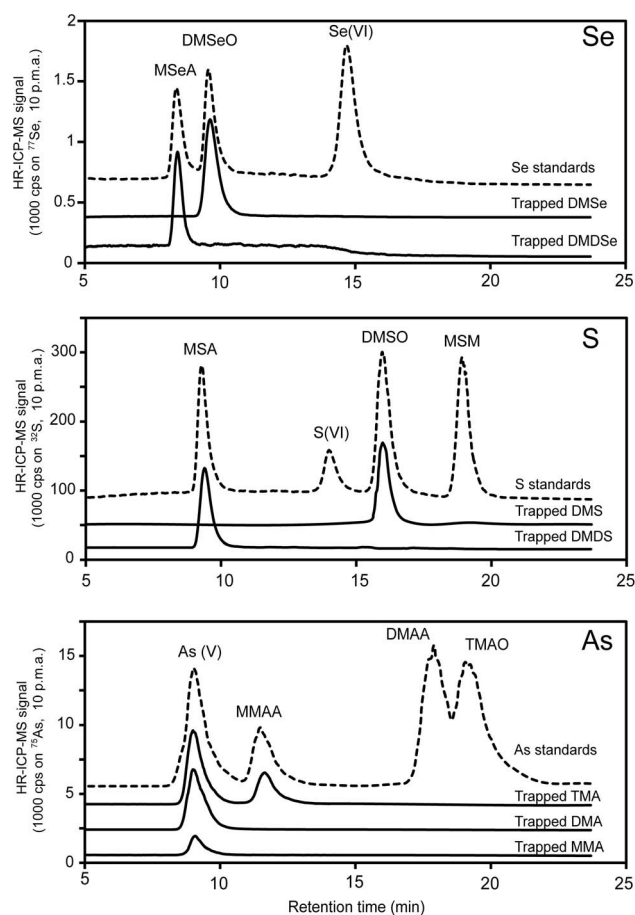 Se
HR-ICP-MS signal
(1000 cps on ⁷⁷Se, 10 p.m.a.)
2
1.5
1
0.5
0
MSeA
DMSeO
Se(VI)
Se standards
Trapped DMSe
Trapped DMDSe
5 10 15 20 25
S
HR-ICP-MS signal
(1000 cps on ³²S, 10 p.m.a.)
300
200
100
0
MSA
S(VI)
DMSO
MSM
S standards
Trapped DMS
Trapped DMDS
5 10 15 20 25
As
HR-ICP-MS signal
(1000 cps on ⁷⁵As, 10 p.m.a.)
15
10
5
0
As (V)
MMAA
DMAA
TMAO
As standards
Trapped TMA
Trapped DMA
Trapped MMA
5 10 15 20 25
Retention time (min)